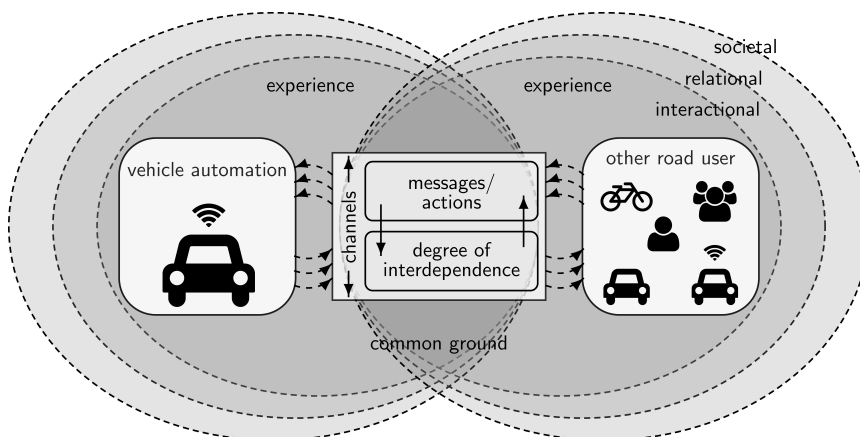 societal
relational
interactional
experience
experience
vehicle automation
other road user
channels
messages/
actions
degree of
interdependence
common ground